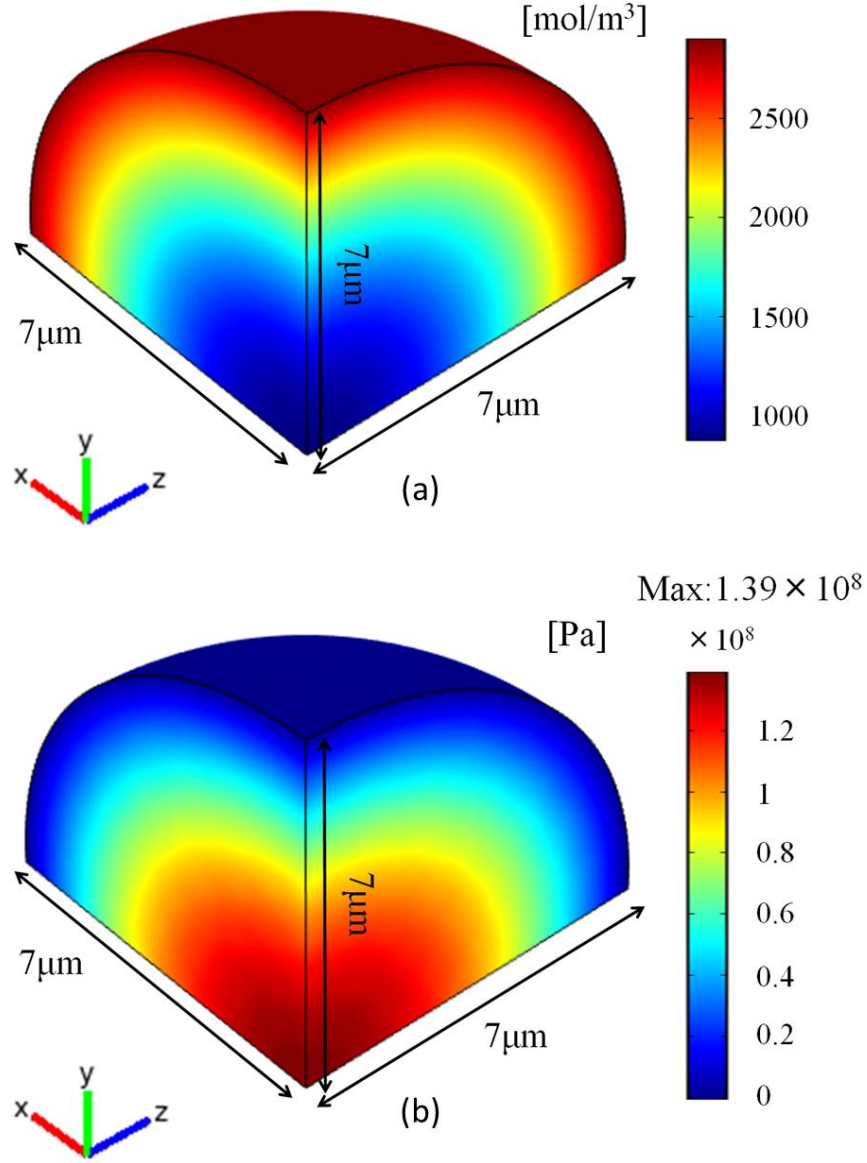 [mol/m³]
2500
2000
1500
1000
7μm
7μm
7μm
x
y
z
(a)
Max:1.39 × 10⁸
[Pa]
× 10⁸
1.2
1
0.8
0.6
0.4
0.2
0
7μm
7μm
7μm
x
y
z
(b)